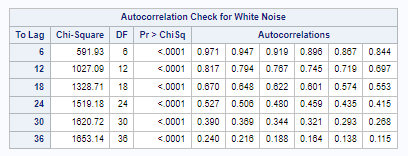 Autocorrelation Check for White Noise
To Lag Chi-Square DF Pr > ChiSq Autocorrelations
6 591.93 6 <.0001 0.971 0.947 0.919 0.896 0.867 0.844
12 1027.09 12 <.0001 0.817 0.794 0.767 0.745 0.719 0.697
18 1328.71 18 <.0001 0.670 0.648 0.622 0.601 0.574 0.553
24 1519.18 24 <.0001 0.527 0.506 0.480 0.459 0.435 0.415
30 1620.72 30 <.0001 0.390 0.369 0.344 0.321 0.293 0.268
36 1653.14 36 <.0001 0.240 0.216 0.188 0.164 0.138 0.115